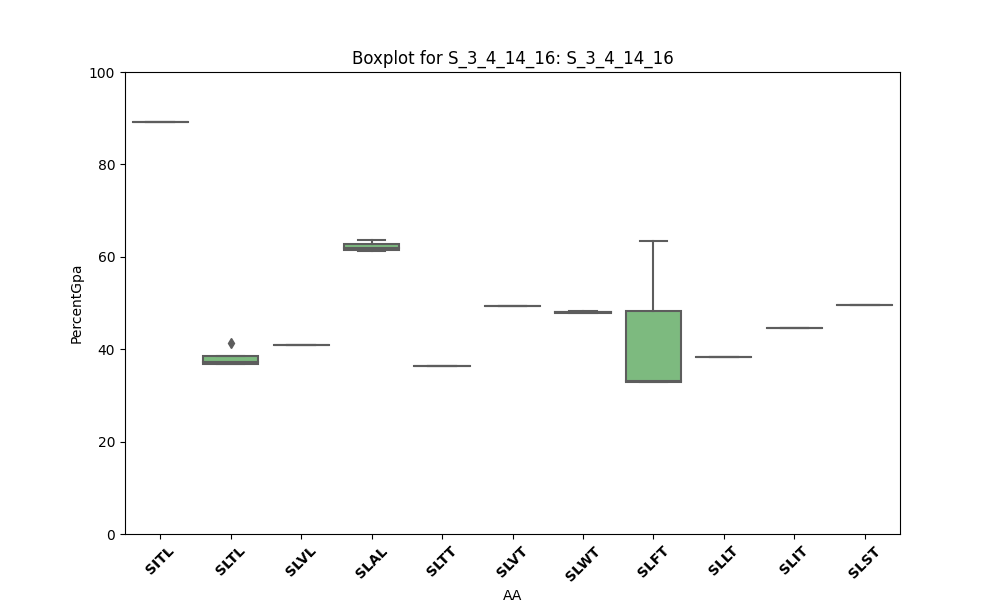 Boxplot for S_3_4_14_16: S_3_4_14_16
100
80
60
40
20
0
PercentGpa
SITL
SLTL
SLVL
SLAL
SLTT
SLVT
SLWT
SLFT
SLLT
SLIT
SLST
AA